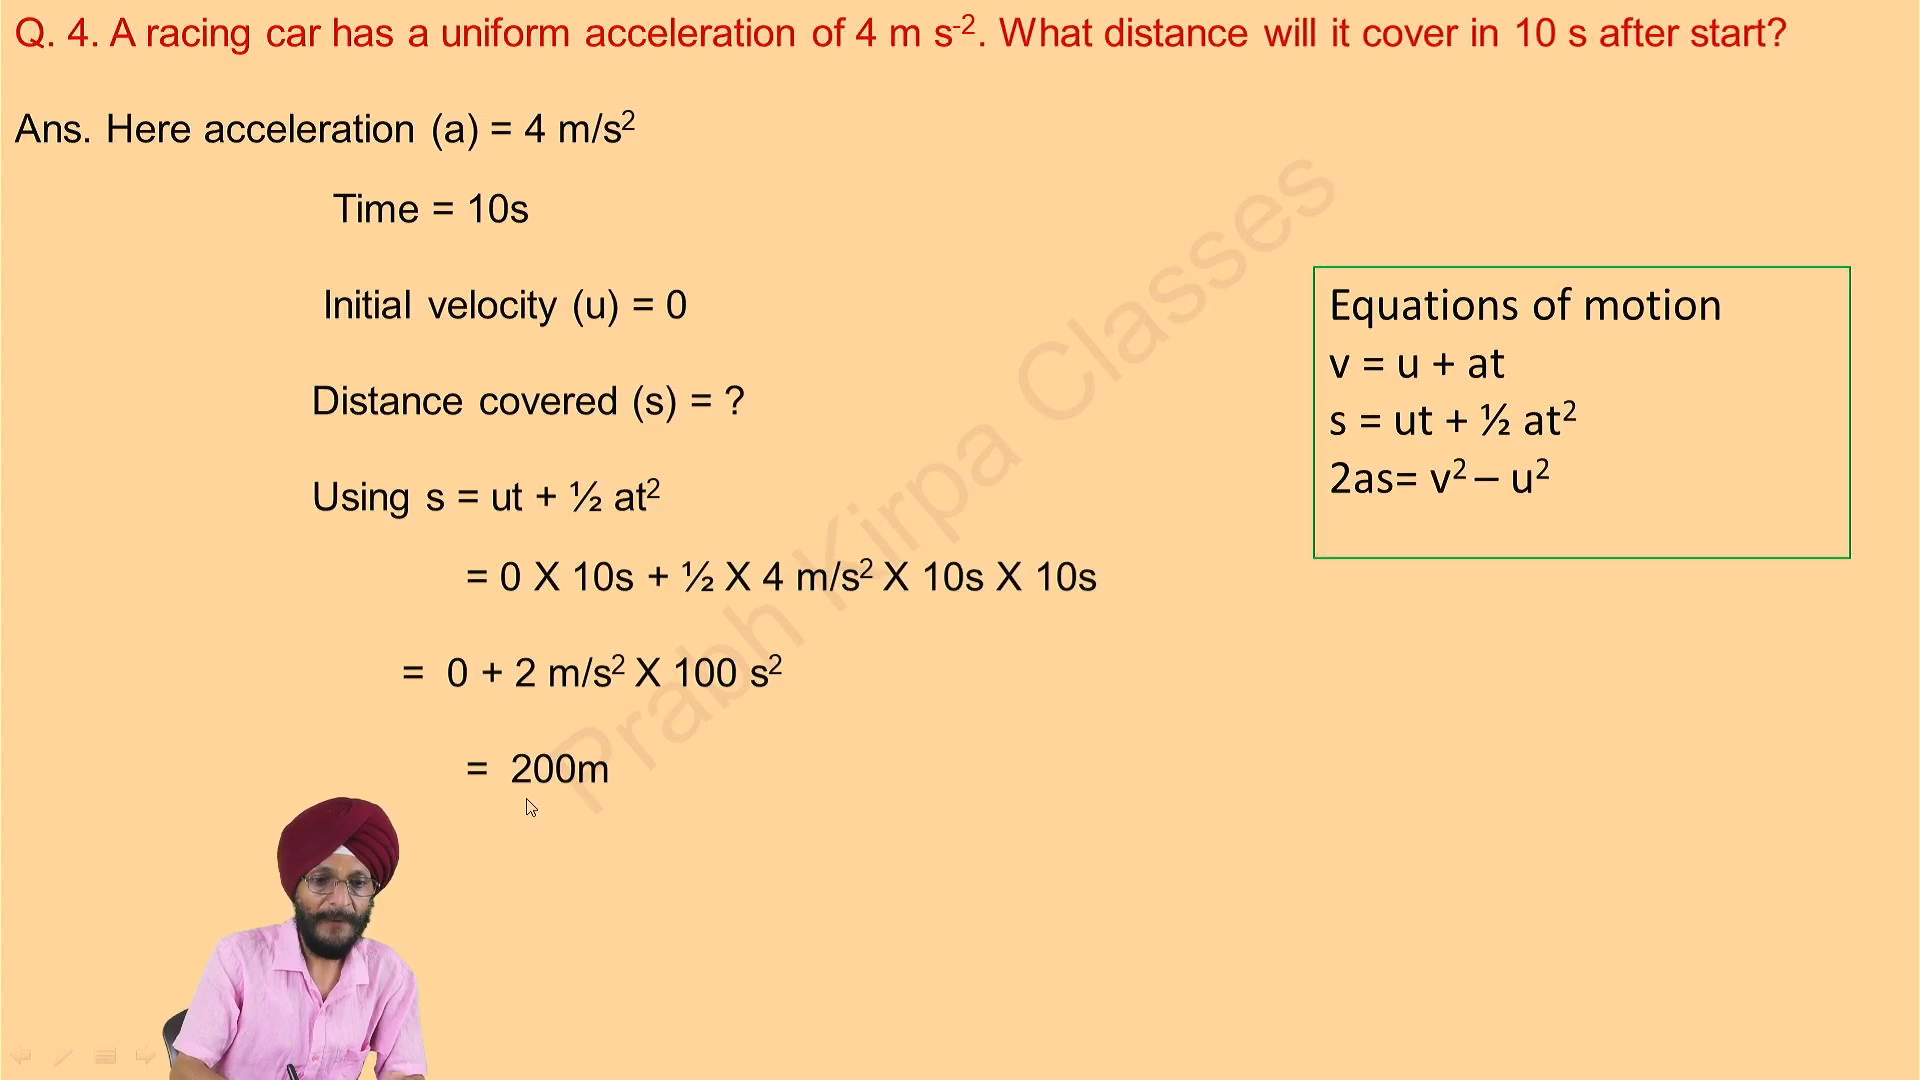 Q. 4. A racing car has a uniform acceleration of 4 m s⁻². What distance will it cover in 10 s after start?
Ans. Here acceleration (a) = 4 m/s²
Time = 10s
Initial velocity (u) = 0
Distance covered (s) = ?
Using s = ut + ½ at²
= 0 X 10s + ½ X 4 m/s² X 10s X 10s
= 0 + 2 m/s² X 100 s²
= 200m
Equations of motion
v = u + at
s = ut + ½ at²
2as= v² – u²
Prabh Kirpa Classes